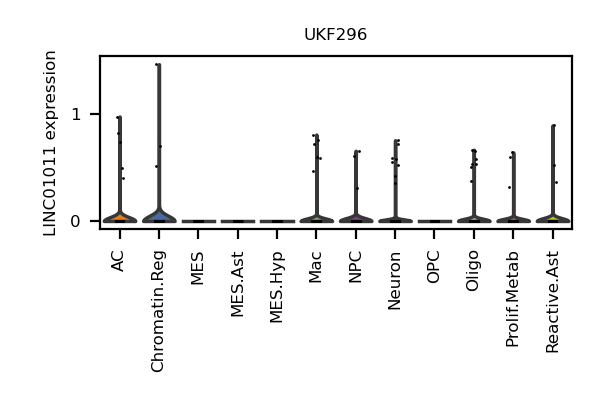 UKF296
LINC01011 expression
1
0
AC
Chromatin.Reg
MES
MES.Ast
MES.Hyp
Mac
NPC
Neuron
OPC
Oligo
Prolif.Metab
Reactive.Ast